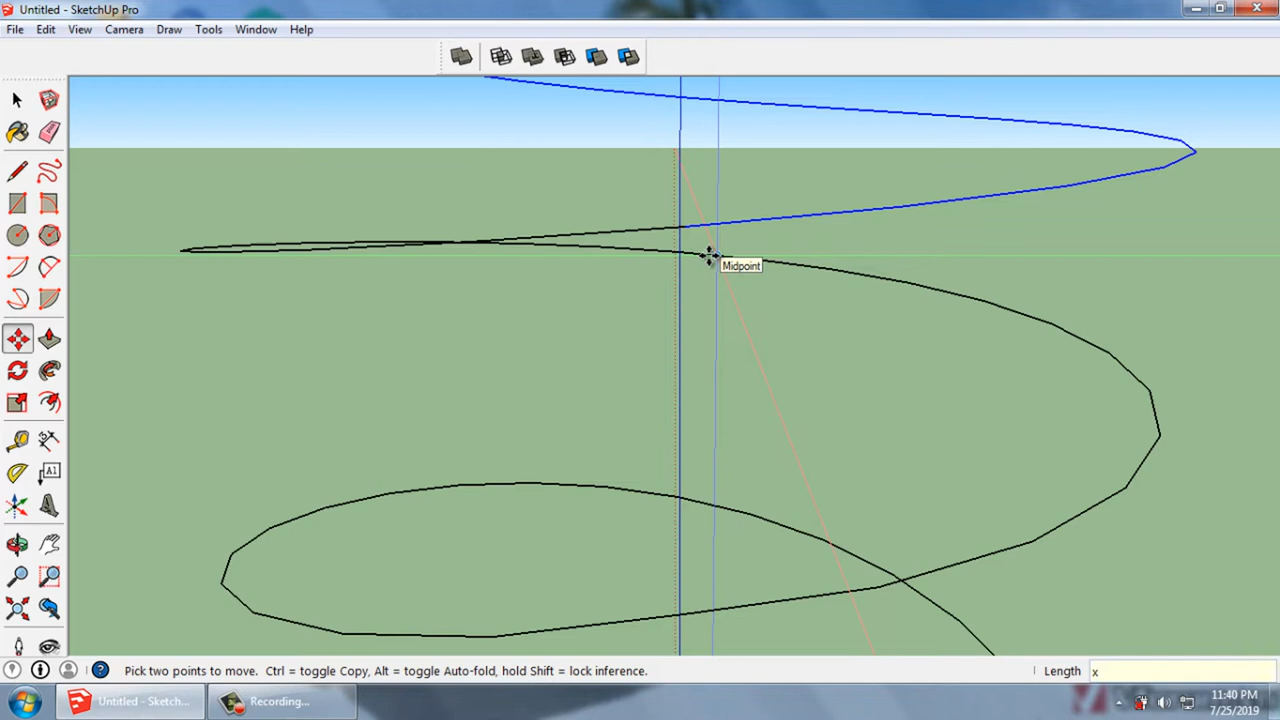 Untitled - SketchUp Pro
File Edit View Camera Draw Tools Window Help
Midpoint
A1
Pick two points to move. Ctrl = toggle Copy, Alt = toggle Auto-fold, hold Shift = lock inference.
Length x
Untitled - Sketch...
Recording...
11:40 PM
7/25/2019